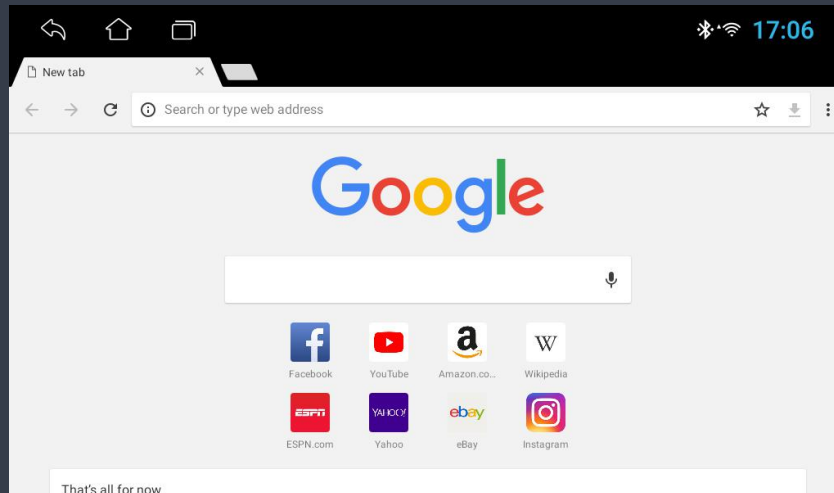 17:06
New tab
Search or type web address
Google
Facebook
YouTube
a
Amazon.co...
W
Wikipedia
ESPN
YAHOO!
ebay
ESPN.com
Yahoo
eBay
Instagram
That's all for now